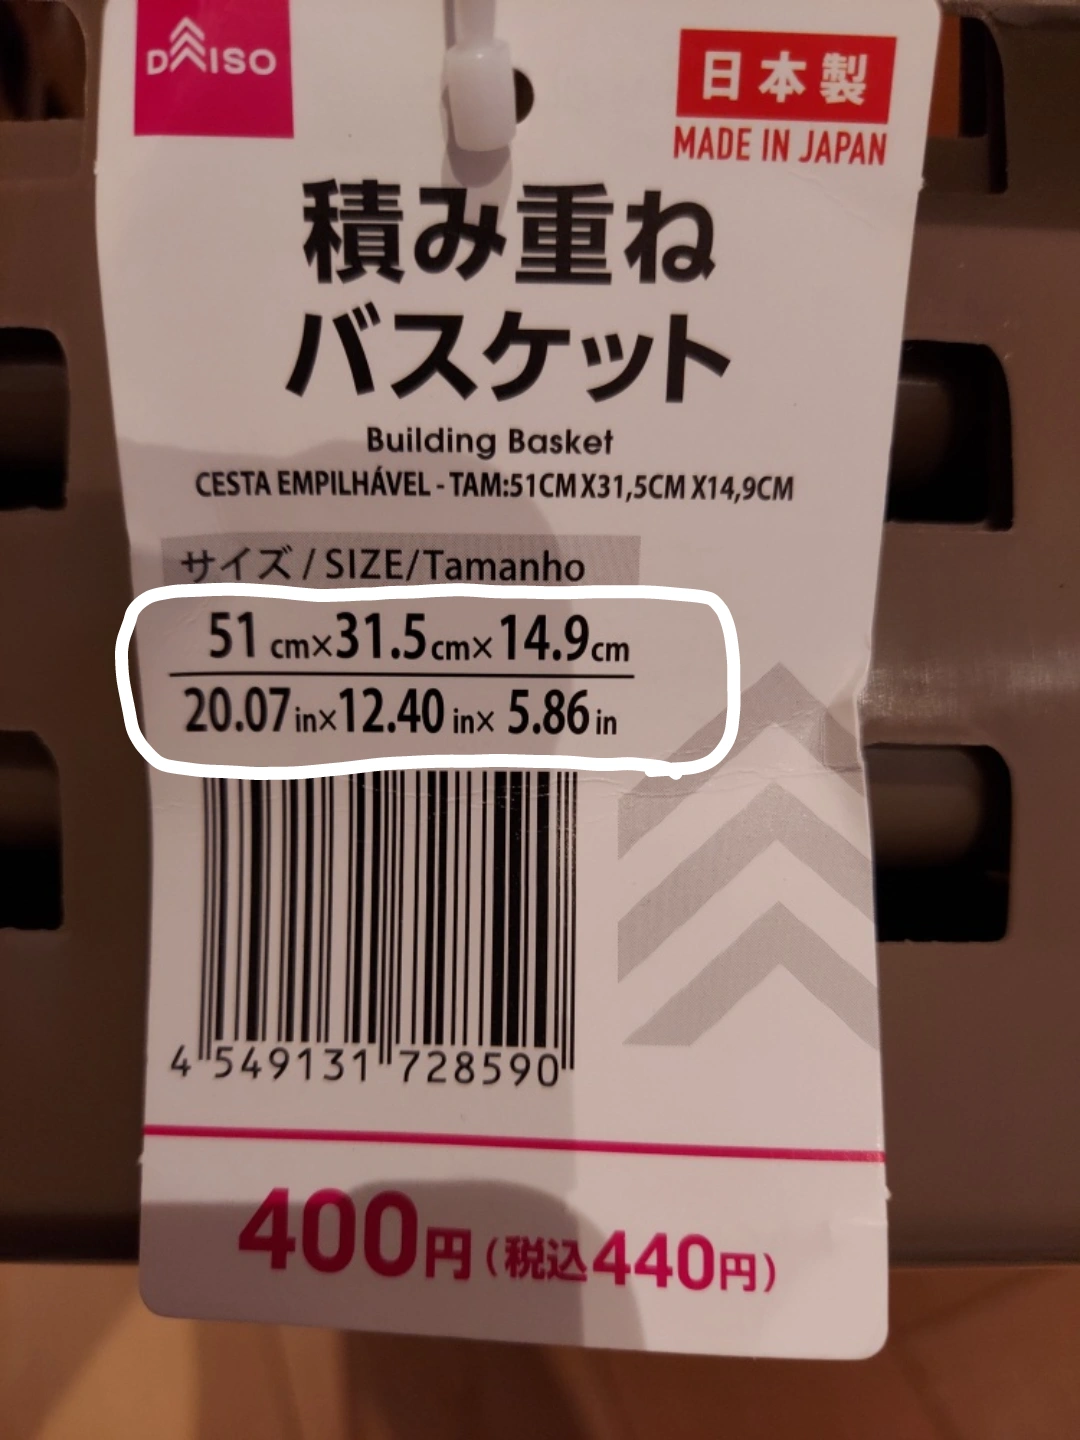 DAISO
日本製
MADE IN JAPAN
積み重ね
バスケット
Building Basket
CESTA EMPILHÁVEL - TAM:51CM X31,5CM X14,9CM
サイズ / SIZE/Tamanho
51 cm×31.5cm×14.9cm
20.07in×12.40 in× 5.86 in
4 549131 728590
400円 (税込440円)